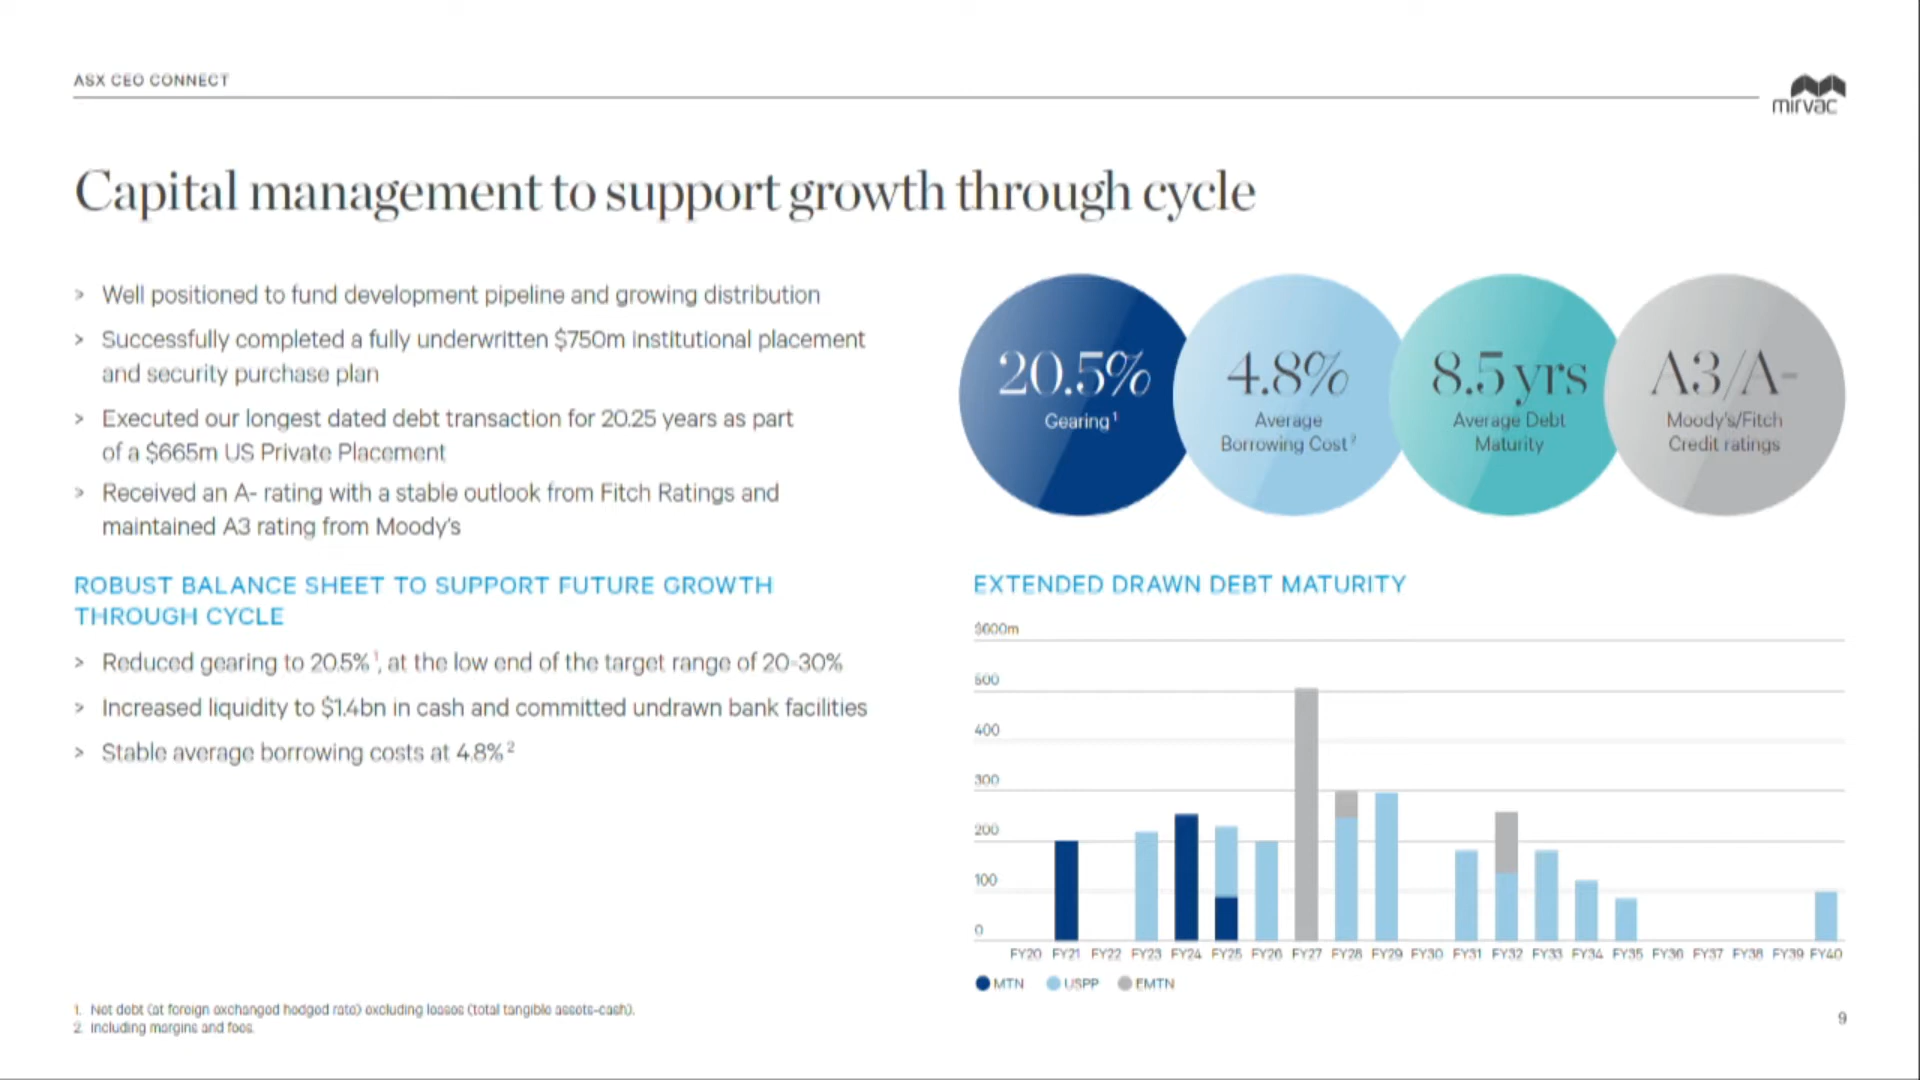 ASX CEO CONNECT
mirvac
Capital management to support growth through cycle
> Well positioned to fund development pipeline and growing distribution
> Successfully completed a fully underwritten $750m institutional placement
and security purchase plan
> Executed our longest dated debt transaction for 20.25 years as part
of a $665m US Private Placement
> Received an A- rating with a stable outlook from Fitch Ratings and
maintained A3 rating from Moody's
ROBUST BALANCE SHEET TO SUPPORT FUTURE GROWTH
THROUGH CYCLE
> Reduced gearing to 20.5% 1, at the low end of the target range of 20-30%
> Increased liquidity to $1.4bn in cash and committed undrawn bank facilities
> Stable average borrowing costs at 4.8% 2
20.5%
Gearing 1
4.8%
Average
Borrowing Cost 2
8.5 yrs
Average Debt
Maturity
A3/A-
Moody's/Fitch
Credit ratings
EXTENDED DRAWN DEBT MATURITY
$600m
500
400
300
200
100
0
FY20 FY21 FY22 FY23 FY24 FY25 FY26 FY27 FY28 FY29 FY30 FY31 FY32 FY33 FY34 FY35 FY36 FY37 FY38 FY39 FY40
MTN USPP EMTN
1. Net debt (at foreign exchanged hedged rate) excluding leases (total tangible assets-cash).
2. Including margins and fees.
9